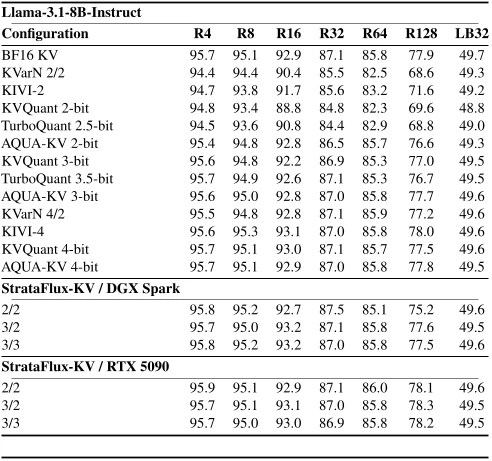 Llama-3.1-8B-Instruct
Configuration R4 R8 R16 R32 R64 R128 LB32
BF16 KV 95.7 95.1 92.9 87.1 85.8 77.9 49.7
KVarN 2/2 94.4 94.4 90.4 85.5 82.5 68.6 49.3
KIVI-2 94.7 93.8 91.7 85.6 83.2 71.6 49.2
KVQuant 2-bit 94.8 93.4 88.8 84.8 82.3 69.6 48.8
TurboQuant 2.5-bit 94.5 93.6 90.8 84.4 82.9 68.8 49.0
AQUA-KV 2-bit 95.4 94.8 92.8 86.5 85.7 76.6 49.3
KVQuant 3-bit 95.6 94.8 92.2 86.9 85.3 77.0 49.5
TurboQuant 3.5-bit 95.7 94.9 92.6 87.1 85.3 76.7 49.5
AQUA-KV 3-bit 95.6 95.0 92.8 87.0 85.8 77.7 49.6
KVarN 4/2 95.5 94.8 92.8 87.1 85.9 77.2 49.6
KIVI-4 95.6 95.3 93.1 87.0 85.8 78.0 49.6
KVQuant 4-bit 95.7 95.1 93.0 87.1 85.7 77.5 49.6
AQUA-KV 4-bit 95.7 95.1 92.9 87.0 85.8 77.8 49.5
StrataFlux-KV / DGX Spark
2/2 95.8 95.2 92.7 87.5 85.1 75.2 49.6
3/2 95.7 95.0 93.2 87.1 85.8 77.6 49.5
3/3 95.8 95.2 93.2 87.0 85.8 77.5 49.6
StrataFlux-KV / RTX 5090
2/2 95.9 95.1 92.9 87.1 86.0 78.1 49.6
3/2 95.7 95.1 93.1 87.0 85.8 78.3 49.5
3/3 95.7 95.0 93.0 86.9 85.8 78.2 49.5